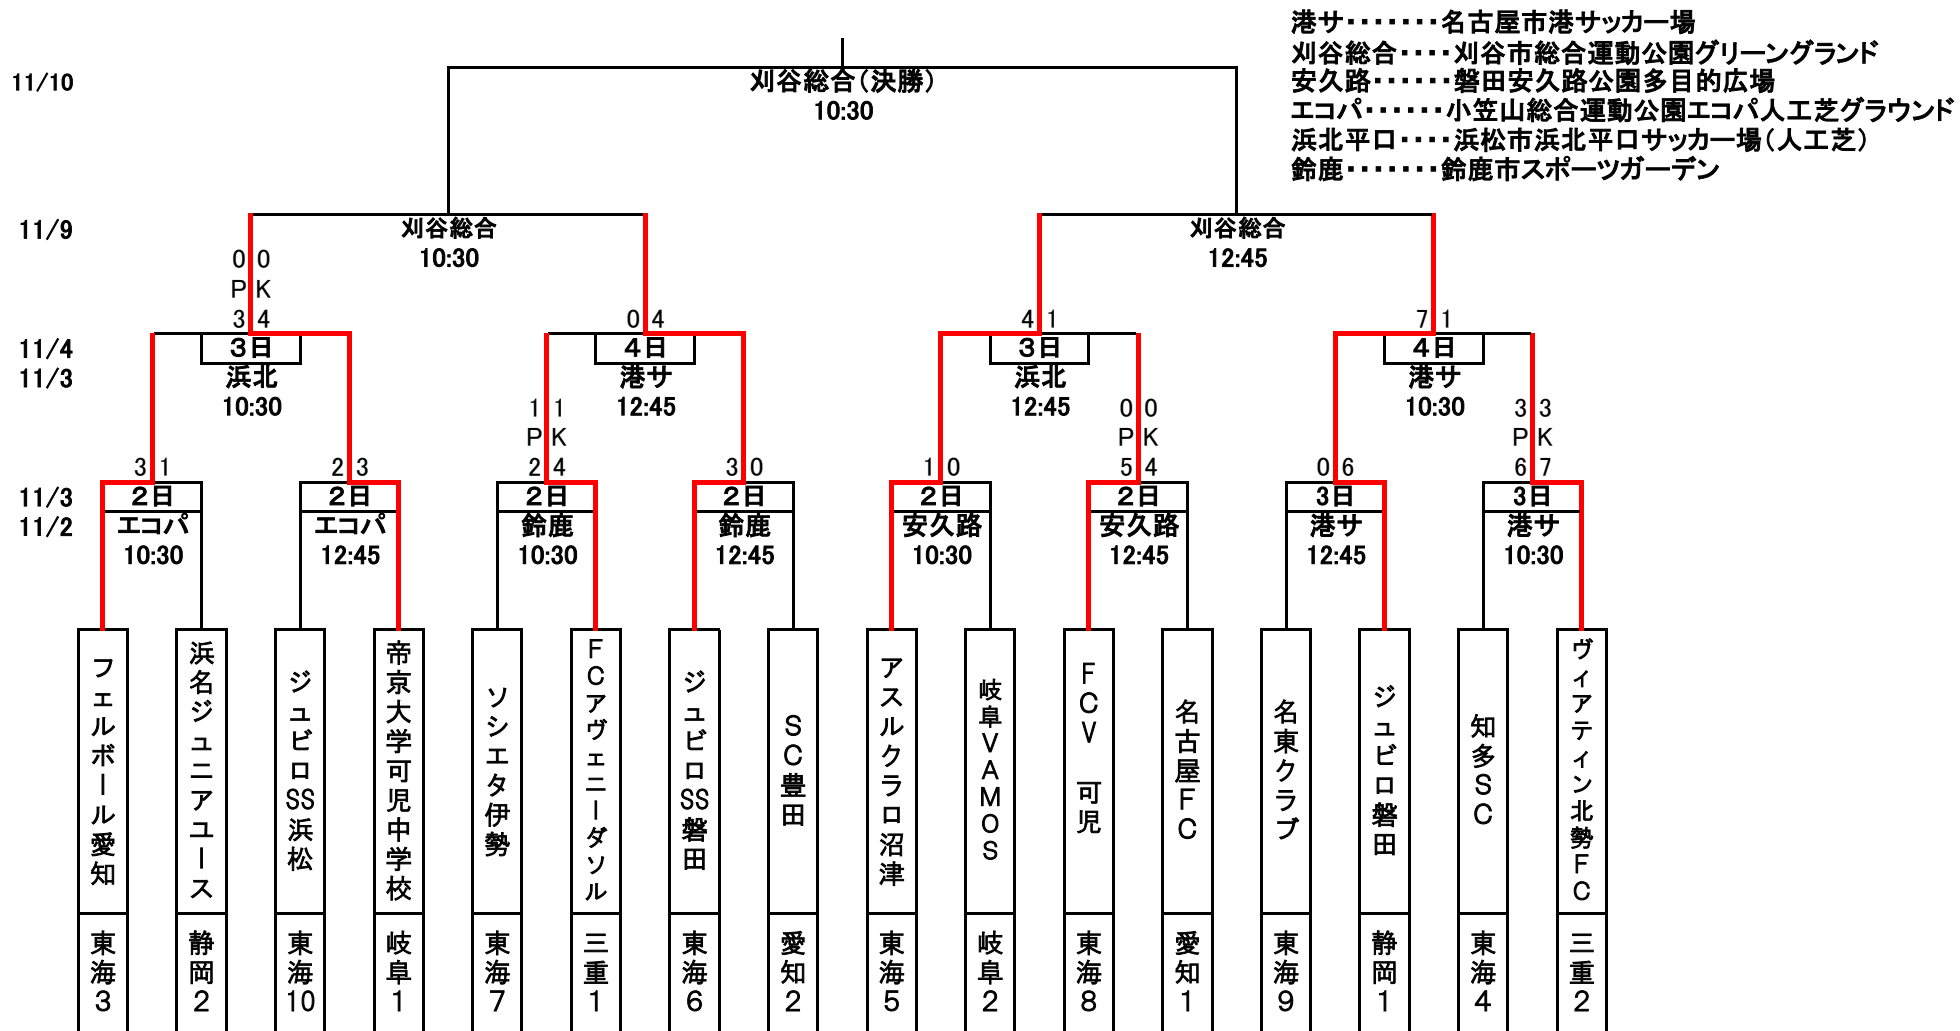 港サ・・・・・・・名古屋市港サッカー場
刈谷総合・・・・刈谷市総合運動公園グリーングランド
安久路・・・・・・磐田安久路公園多目的広場
エコパ・・・・・・小笠山総合運動公園エコパ人工芝グラウンド
浜北平口・・・・浜松市浜北平口サッカー場(人工芝)
鈴鹿・・・・・・・鈴鹿市スポーツガーデン
11/10
刈谷総合(決勝)
10:30
11/9
刈谷総合
10:30
刈谷総合
12:45
0 0
P K
3 4
0 4
4 1
7 1
11/4
11/3
3日
浜北
10:30
4日
港サ
12:45
3日
浜北
12:45
4日
港サ
10:30
3 1
2 3
1 1
P K
2 4
3 0
1 0
0 0
P K
5 4
0 6
3 3
P K
6 7
11/3
11/2
2日
エコパ
10:30
2日
エコパ
12:45
2日
鈴鹿
10:30
2日
鈴鹿
12:45
2日
安久路
10:30
2日
安久路
12:45
3日
港サ
12:45
3日
港サ
10:30
フェルボール愛知
浜名ジュニアユース
ジュビロSS浜松
帝京大学可児中学校
ソシエタ伊勢
FCアヴェニーダソル
ジュビロSS磐田
SC豊田
アスルクラロ沼津
岐阜VAMOS
FCV 可児
名古屋FC
名東クラブ
ジュビロ磐田
知多SC
ヴィアティン北勢FC
東海3
静岡2
東海10
岐阜1
東海7
三重1
東海6
愛知2
東海5
岐阜2
東海8
愛知1
東海9
静岡1
東海4
三重2